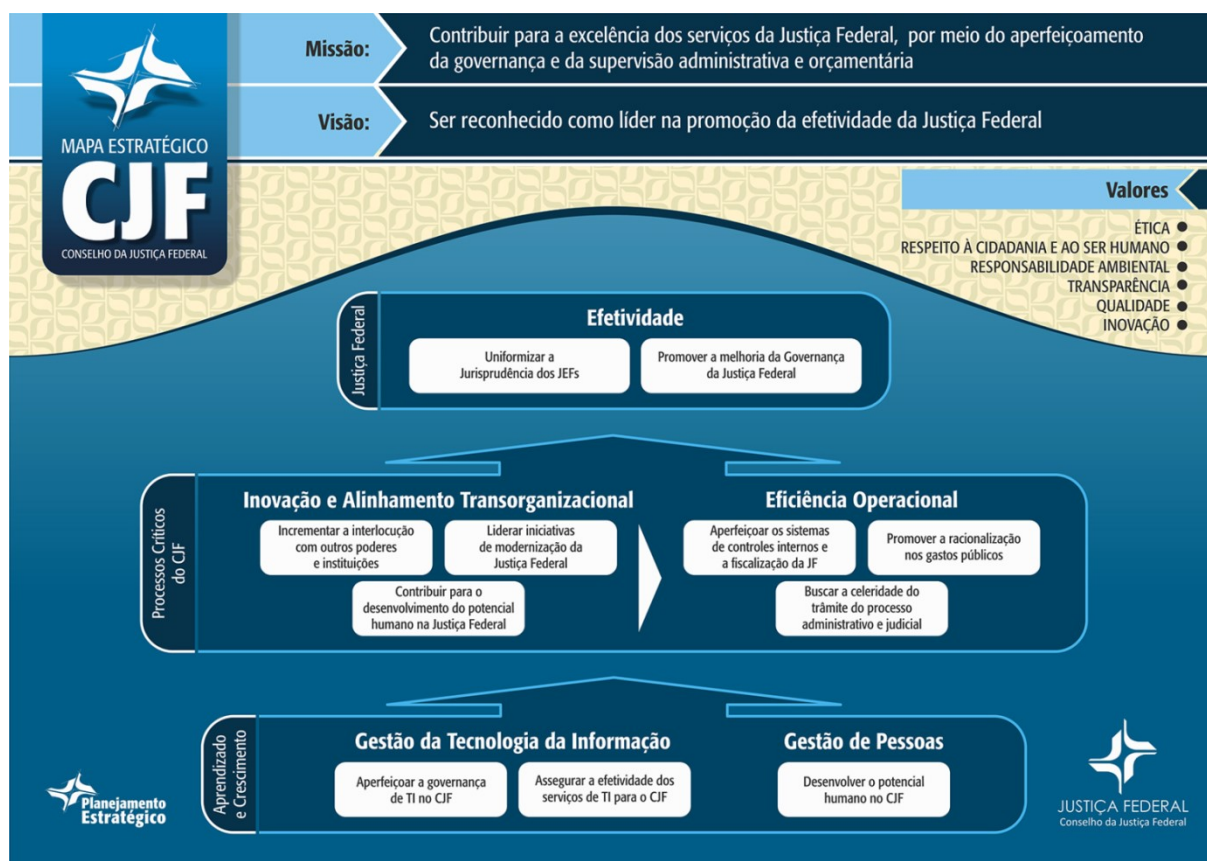 MAPA ESTRATÉGICO
CJF
CONSELHO DA JUSTIÇA FEDERAL
Missão:
Contribuir para a excelência dos serviços da Justiça Federal, por meio do aperfeiçoamento
da governança e da supervisão administrativa e orçamentária
Visão:
Ser reconhecido como líder na promoção da efetividade da Justiça Federal
Valores
ÉTICA
RESPEITO À CIDADANIA E AO SER HUMANO
RESPONSABILIDADE AMBIENTAL
TRANSPARÊNCIA
QUALIDADE
INOVAÇÃO
Justiça Federal
Efetividade
Uniformizar a
Jurisprudência dos JEFs
Promover a melhoria da Governança
da Justiça Federal
Processos Críticos
do CJF
Inovação e Alinhamento Transorganizacional
Incrementar a interlocução
com outros poderes
e instituições
Liderar iniciativas
de modernização da
Justiça Federal
Contribuir para o
desenvolvimento do potencial
humano na Justiça Federal
Eficiência Operacional
Aperfeiçoar os sistemas
de controles internos e
a fiscalização da JF
Promover a racionalização
nos gastos públicos
Buscar a celeridade do
trâmite do processo
administrativo e judicial
Aprendizado
e Crescimento
Gestão da Tecnologia da Informação
Aperfeiçoar a governança
de TI no CJF
Assegurar a efetividade dos
serviços de TI para o CJF
Gestão de Pessoas
Desenvolver o potencial
humano no CJF
Planejamento
Estratégico
JUSTIÇA FEDERAL
Conselho da Justiça Federal